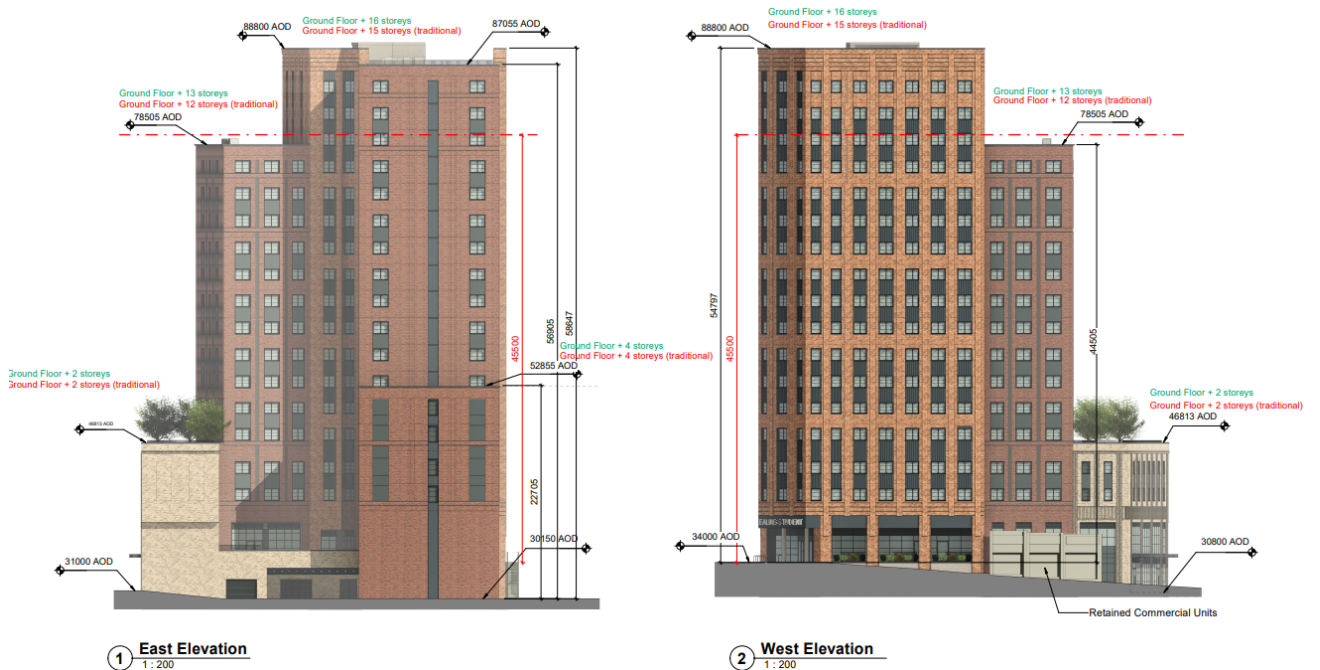 Ground Floor + 16 storeys
Ground Floor + 15 storeys (traditional)
88800 AOD
87055 AOD
Ground Floor + 13 storeys
Ground Floor + 12 storeys (traditional)
78505 AOD
45500
56905
58647
Ground Floor + 4 storeys
Ground Floor + 4 storeys (traditional)
52855 AOD
Ground Floor + 2 storeys
Ground Floor + 2 storeys (traditional)
46813 AOD
22705
30150 AOD
31000 AOD
1 East Elevation
1 : 200
Ground Floor + 16 storeys
Ground Floor + 15 storeys (traditional)
88800 AOD
Ground Floor + 13 storeys
Ground Floor + 12 storeys (traditional)
78505 AOD
54797
45500
44505
Ground Floor + 2 storeys
Ground Floor + 2 storeys (traditional)
46813 AOD
34000 AOD
30800 AOD
Retained Commercial Units
2 West Elevation
1 : 200